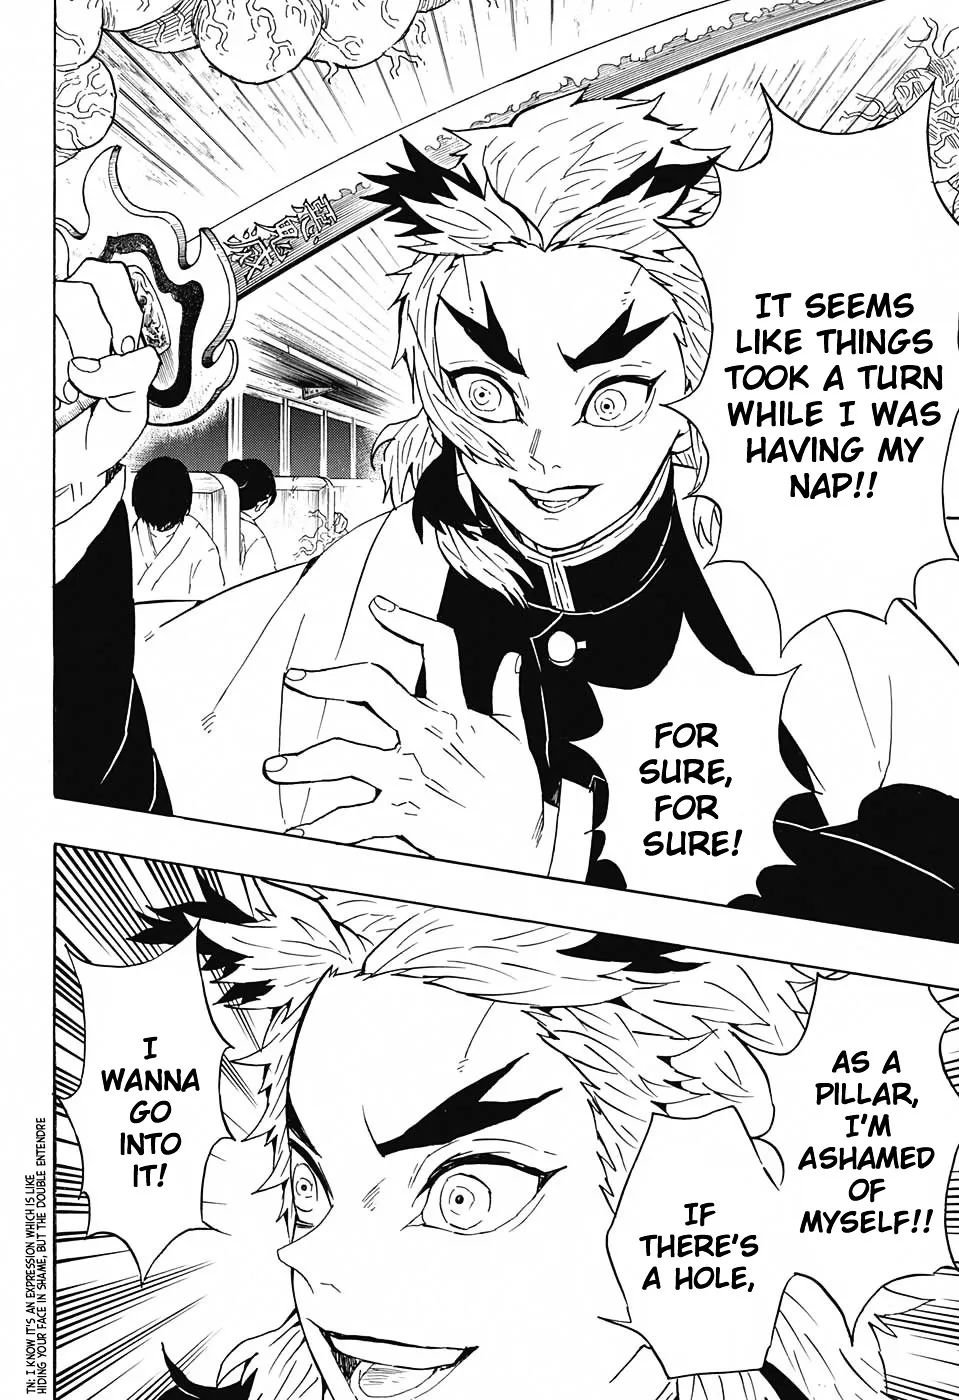 IT SEEMS
LIKE THINGS
TOOK A TURN
WHILE I WAS
HAVING MY
NAP!!
FOR
SURE,
FOR
SURE!
AS A
PILLAR,
I'M
ASHAMED
OF
MYSELF!!
IF
THERE'S
A HOLE,
I
WANNA
GO
INTO
IT!
TN: I KNOW IT'S AN EXPRESSION WHICH IS LIKE
HIDING YOUR FACE IN SHAME, BUT THE DOUBLE ENTENDRE